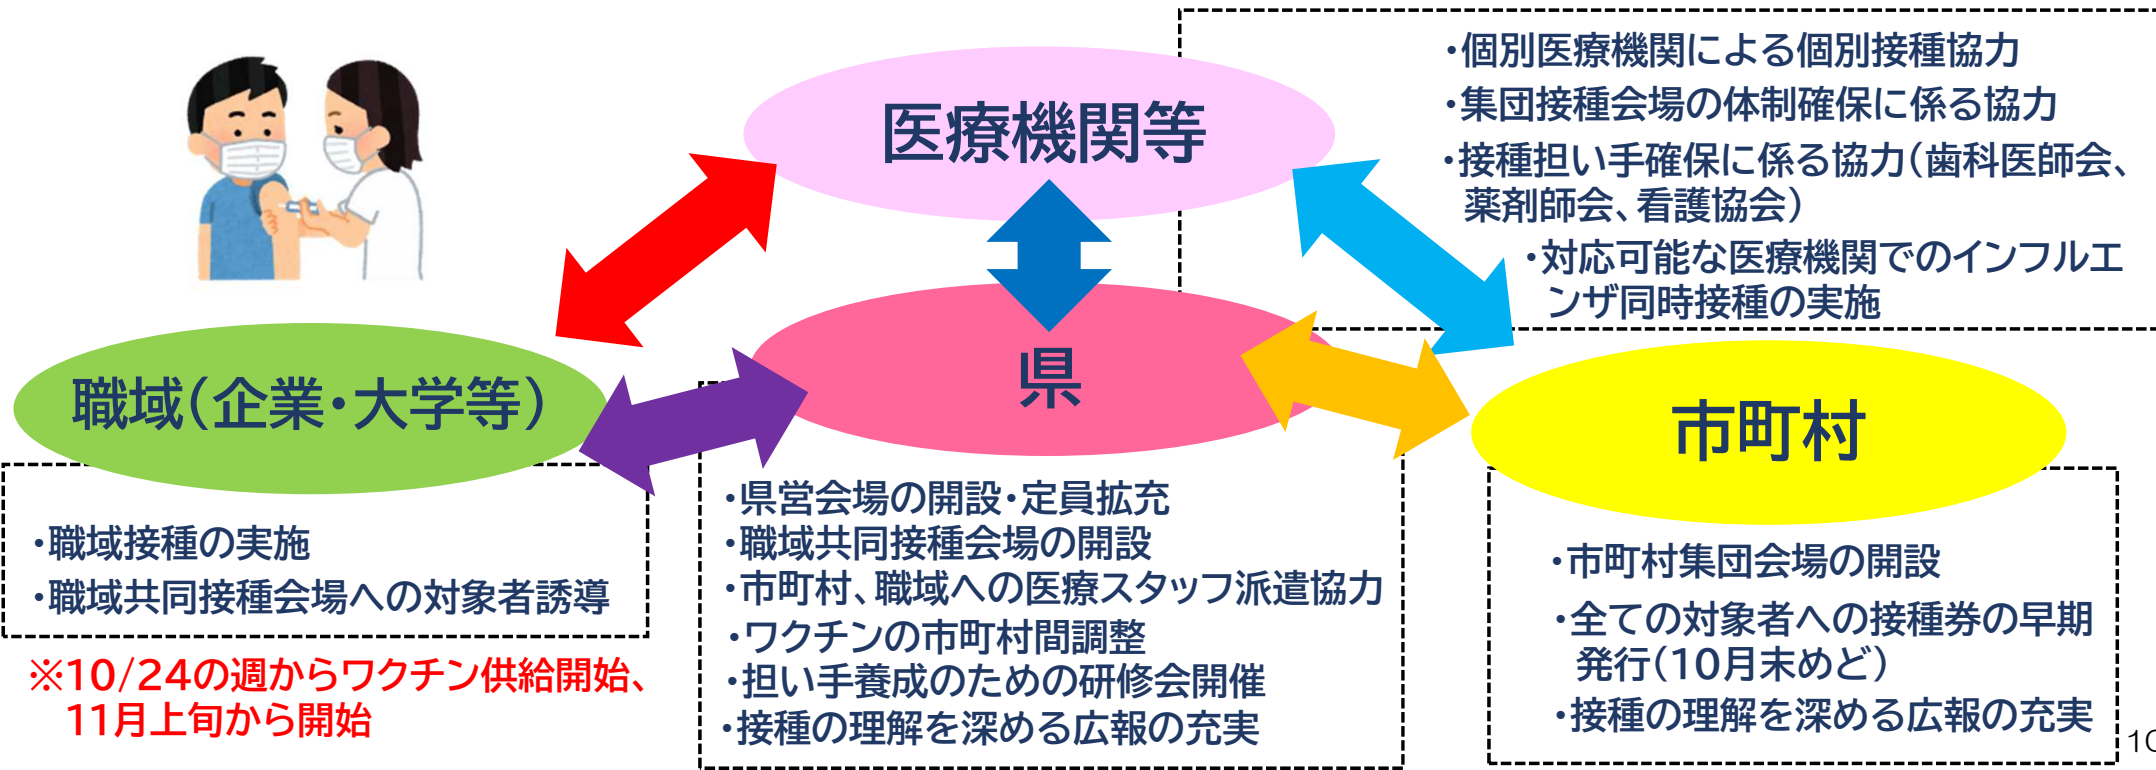 医療機関等
・個別医療機関による個別接種協力
・集団接種会場の体制確保に係る協力
・接種担い手確保に係る協力(歯科医師会、
薬剤師会、看護協会)
・対応可能な医療機関でのインフルエ
ンザ同時接種の実施
職域(企業・大学等)
・職域接種の実施
・職域共同接種会場への対象者誘導
※10/24の週からワクチン供給開始、
11月上旬から開始
県
・県営会場の開設・定員拡充
・職域共同接種会場の開設
・市町村、職域への医療スタッフ派遣協力
・ワクチンの市町村間調整
・担い手養成のための研修会開催
・接種の理解を深める広報の充実
市町村
・市町村集団会場の開設
・全ての対象者への接種券の早期
発行(10月末めど)
・接種の理解を深める広報の充実